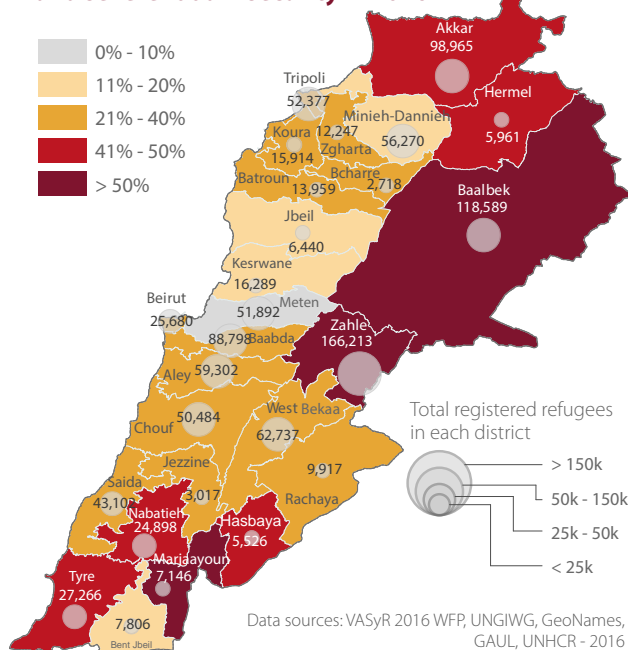 0% - 10%
11% - 20%
21% - 40%
41% - 50%
> 50%
Akkar
98,965
Tripoli
52,377
Hermel
5,961
Minieh-Dannieh
56,270
Koura
15,914
12,247
Zgharta
Batroun
13,959
Bcharre
2,718
Baalbek
118,589
Jbeil
6,440
Kesrwane
16,289
Meten
51,892
Beirut
25,680
88,798
Baabda
Zahle
166,213
Aley
59,302
Chouf
50,484
West Bekaa
62,737
Jezzine
3,017
9,917
Rachaya
Saida
Nabatieh
24,898
Hasbaya
5,526
Marjaayoun
7,146
Tyre
27,266
7,806
Bent Jbeil
Total registered refugees
in each district
> 150k
50k - 150k
25k - 50k
< 25k
Data sources: VASyR 2016 WFP, UNGIWG, GeoNames,
GAUL, UNHCR - 2016